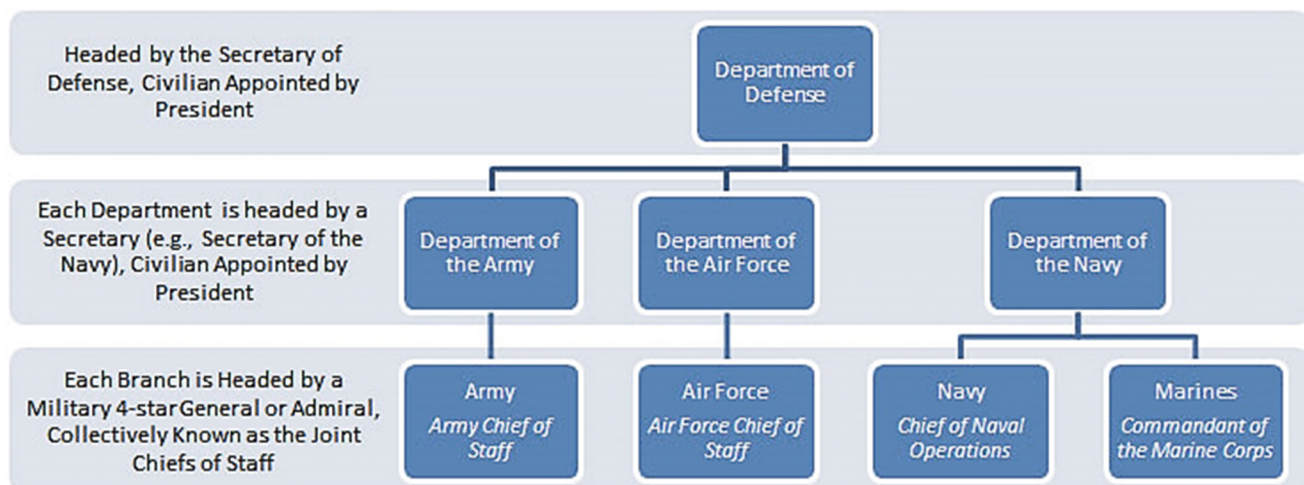 Headed by the Secretary of
Defense, Civilian Appointed by
President
Department of
Defense
Each Department is headed by a
Secretary (e.g., Secretary of the
Navy), Civilian Appointed by
President
Department of
the Army
Department of
the Air Force
Department of
the Navy
Each Branch is Headed by a
Military 4-star General or Admiral,
Collectively Known as the Joint
Chiefs of Staff
Army
Army Chief of
Staff
Air Force
Air Force Chief of
Staff
Navy
Chief of Naval
Operations
Marines
Commandant of
the Marine Corps